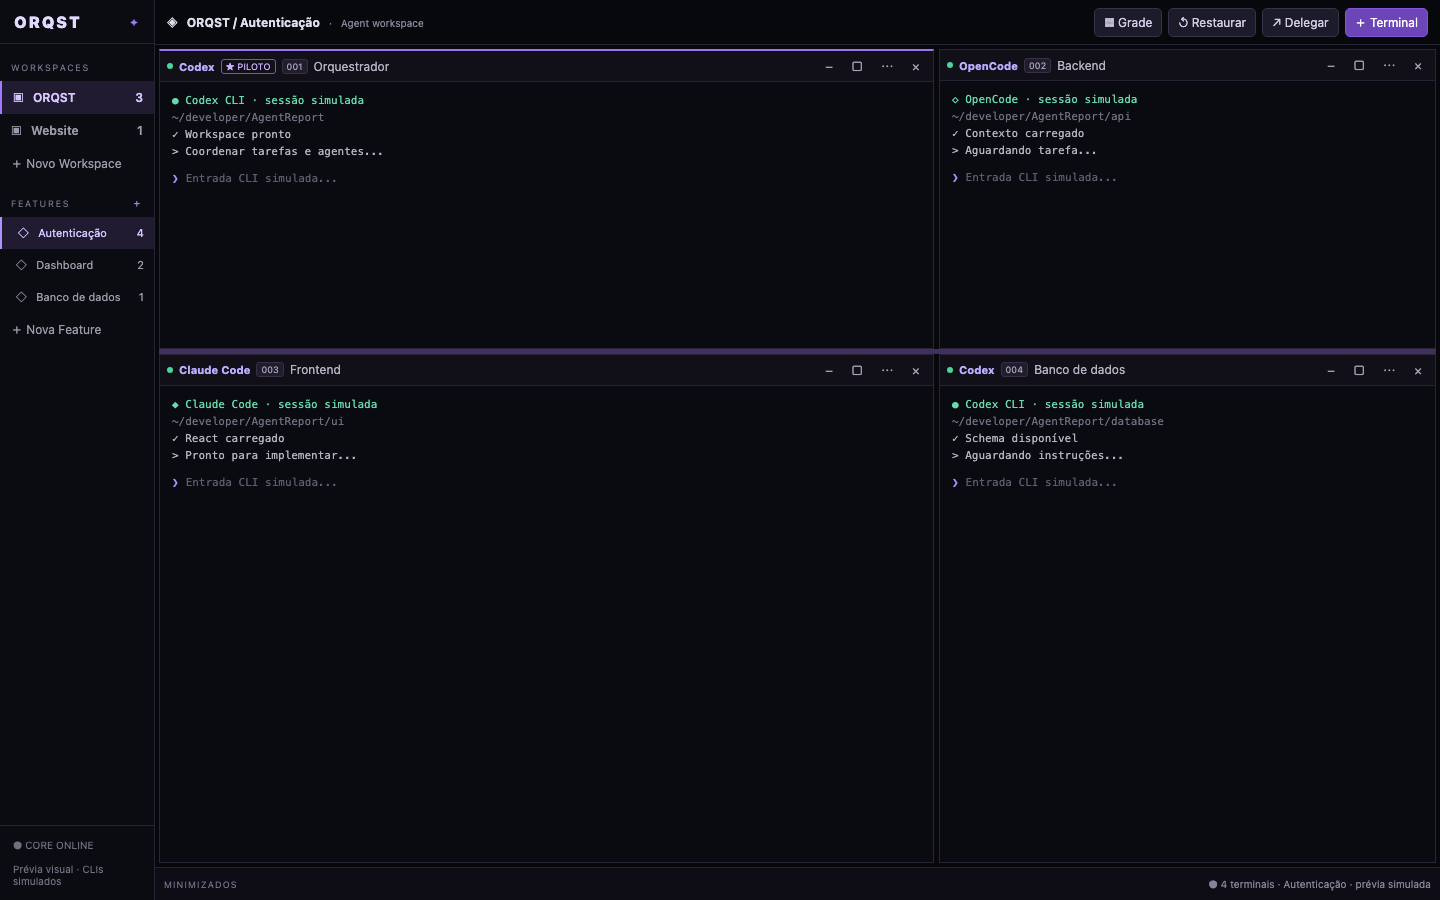 ORQST ✦
WORKSPACES
▣ ORQST 3
▣ Website 1
+ Novo Workspace
FEATURES +
◇ Autenticação 4
◇ Dashboard 2
◇ Banco de dados 1
+ Nova Feature
● CORE ONLINE
Prévia visual · CLIs
simulados
◈ ORQST / Autenticação · Agent workspace
▦ Grade
↺ Restaurar
↗ Delegar
+ Terminal
● Codex ★ PILOTO 001 Orquestrador − □ ··· ×
● Codex CLI · sessão simulada
~/developer/AgentReport
✓ Workspace pronto
> Coordenar tarefas e agentes...
❯ Entrada CLI simulada...
● OpenCode 002 Backend − □ ··· ×
◇ OpenCode · sessão simulada
~/developer/AgentReport/api
✓ Contexto carregado
> Aguardando tarefa...
❯ Entrada CLI simulada...
● Claude Code 003 Frontend − □ ··· ×
◆ Claude Code · sessão simulada
~/developer/AgentReport/ui
✓ React carregado
> Pronto para implementar...
❯ Entrada CLI simulada...
● Codex 004 Banco de dados − □ ··· ×
● Codex CLI · sessão simulada
~/developer/AgentReport/database
✓ Schema disponível
> Aguardando instruções...
❯ Entrada CLI simulada...
MINIMIZADOS
● 4 terminais · Autenticação · prévia simulada